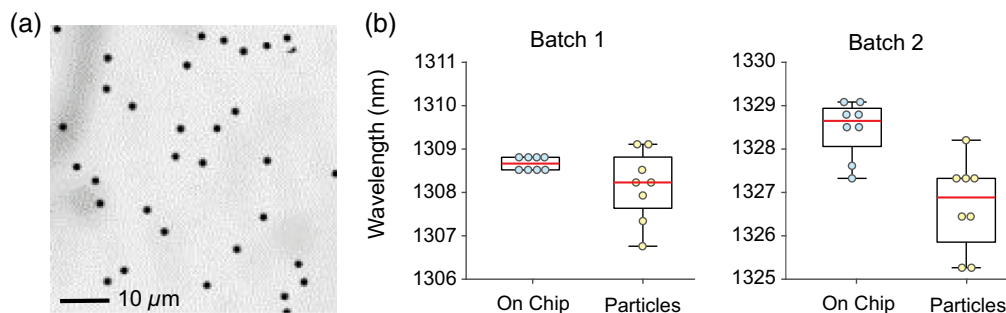 (a)
10 µm
(b)
Batch 1
Wavelength (nm)
1311
1310
1309
1308
1307
1306
On Chip Particles
Batch 2
1330
1329
1328
1327
1326
1325
On Chip Particles